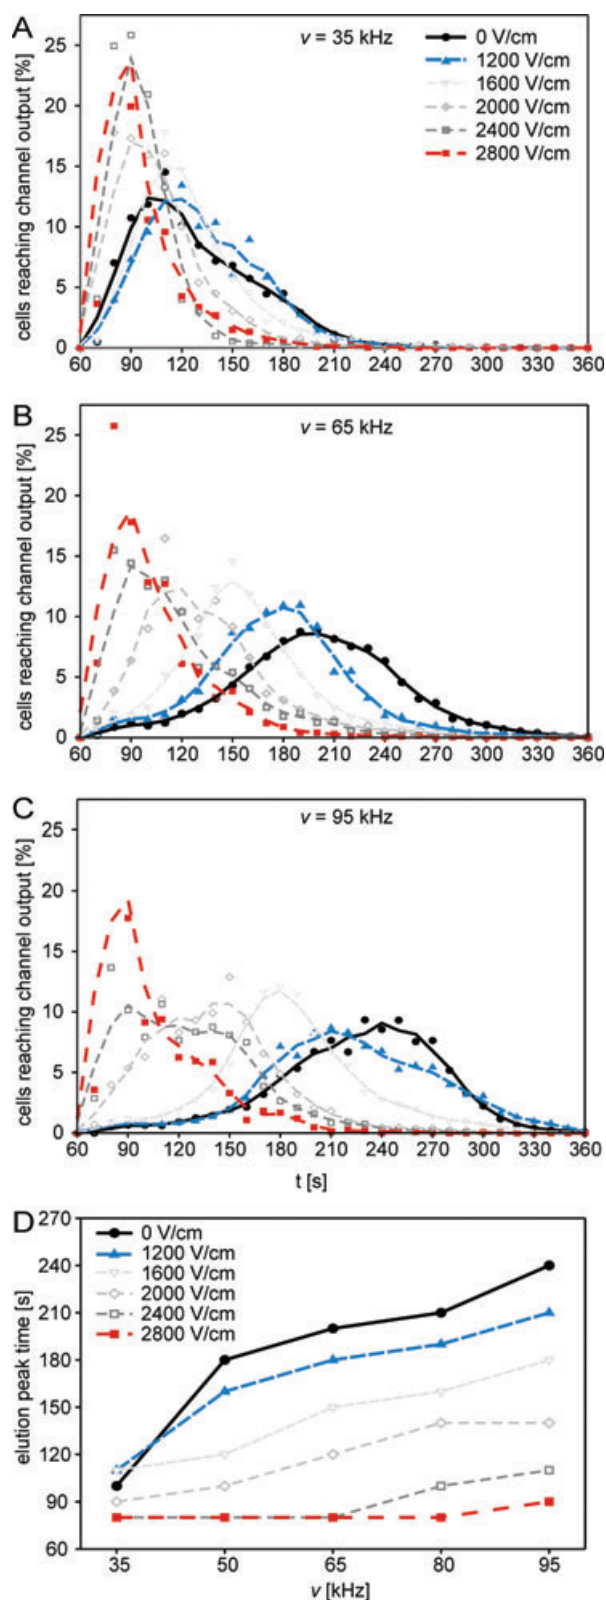 A
v = 35 kHz
0 V/cm
1200 V/cm
1600 V/cm
2000 V/cm
2400 V/cm
2800 V/cm
cells reaching channel output [%]
25
20
15
10
5
0
60 90 120 150 180 210 240 270 300 330 360
B
v = 65 kHz
cells reaching channel output [%]
25
20
15
10
5
0
60 90 120 150 180 210 240 270 300 330 360
C
v = 95 kHz
cells reaching channel output [%]
25
20
15
10
5
0
60 90 120 150 180 210 240 270 300 330 360
t [s]
D
0 V/cm
1200 V/cm
1600 V/cm
2000 V/cm
2400 V/cm
2800 V/cm
elution peak time [s]
270
240
210
180
150
120
90
60
35 50 65 80 95
v [kHz]